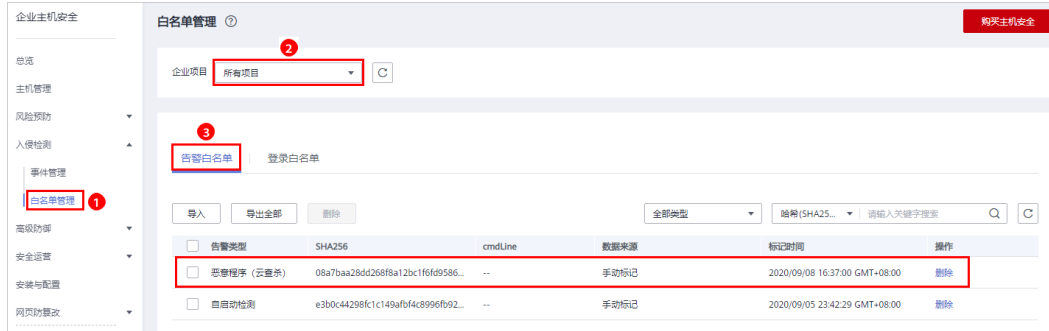 企业主机安全
总览
主机管理
风险预防
入侵检测
事件管理
白名单管理
1
高级防御
安全运营
安装与配置
网页防篡改
白名单管理
购买主机安全
2
企业项目 所有项目
3
告警白名单 登录白名单
导入 导出全部 删除 全部类型 哈希(SHA25... 请输入关键字搜索
告警类型 SHA256 cmdLine 数据来源 标记时间 操作
恶意程序（云查杀） 08a7baa28dd268f8a12bc1f6fd9586... -- 手动标记 2020/09/08 16:37:00 GMT+08:00 删除
自启动检测 e3b0c44298fc1c149afbf4c8996fb92... -- 手动标记 2020/09/05 23:42:29 GMT+08:00 删除